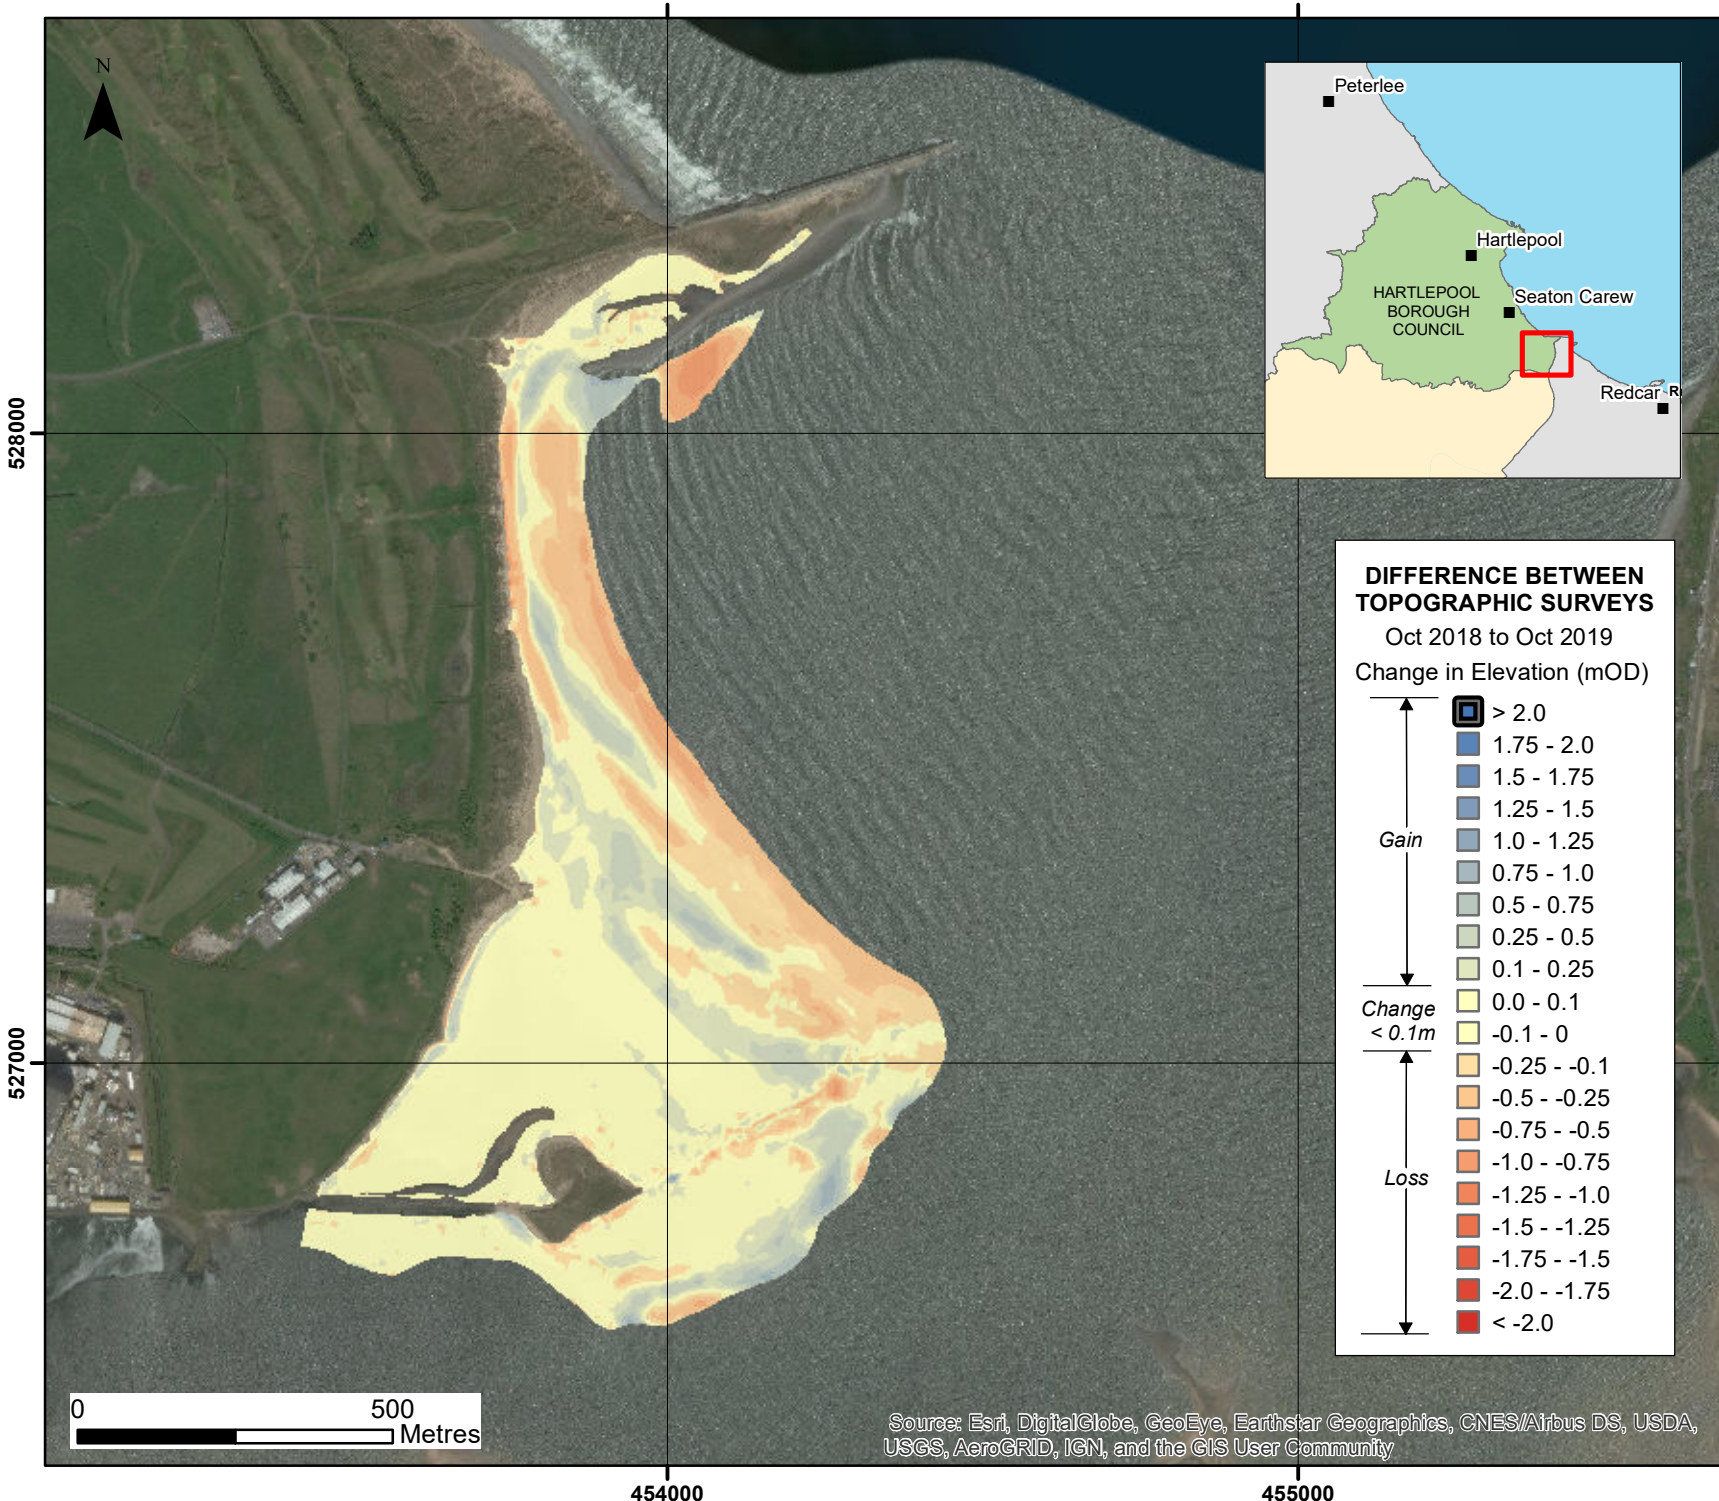 N
Peterlee
Hartlepool
HARTLEPOOL
BOROUGH
COUNCIL
Seaton Carew
Redcar
R
528000
527000
DIFFERENCE BETWEEN
TOPOGRAPHIC SURVEYS
Oct 2018 to Oct 2019
Change in Elevation (mOD)
> 2.0
1.75 - 2.0
1.5 - 1.75
1.25 - 1.5
1.0 - 1.25
Gain
0.75 - 1.0
0.5 - 0.75
0.25 - 0.5
0.1 - 0.25
0.0 - 0.1
Change
< 0.1m
-0.1 - 0
-0.25 - -0.1
-0.5 - -0.25
-0.75 - -0.5
-1.0 - -0.75
Loss
-1.25 - -1.0
-1.5 - -1.25
-1.75 - -1.5
-2.0 - -1.75
< -2.0
0 500
Metres
Source: Esri, DigitalGlobe, GeoEye, Earthstar Geographics, CNES/Airbus DS, USDA,
USGS, AeroGRID, IGN, and the GIS User Community
454000 455000